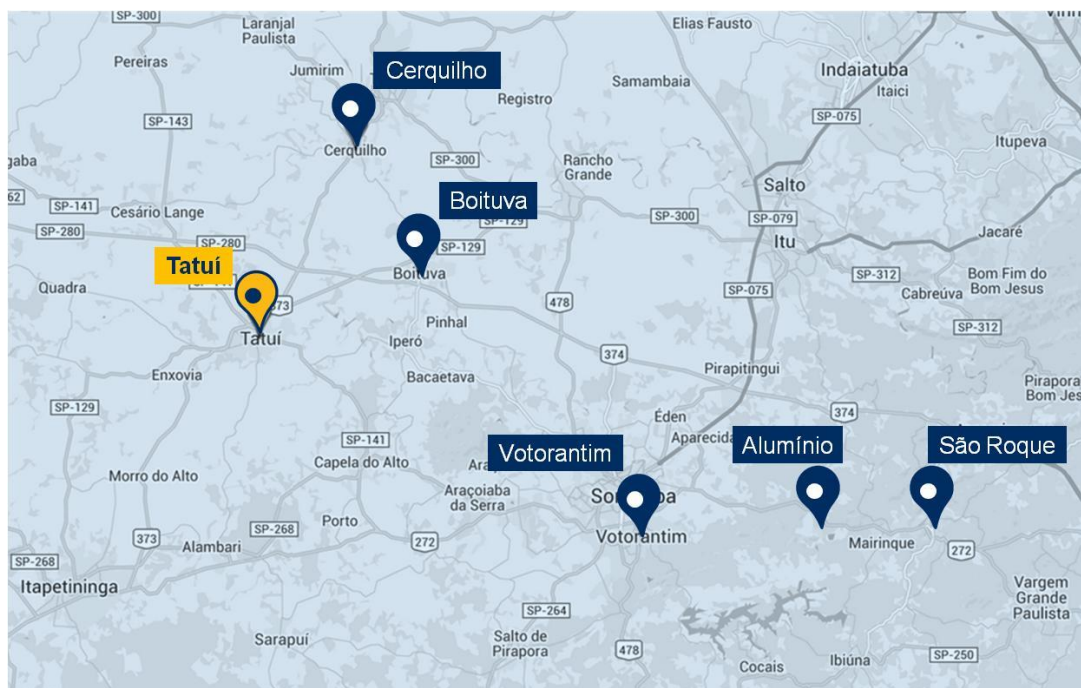 SP-300
Laranjal
Paulista
Elias Fausto
Pereiras
Jumirim
Cerquilho
Indaiatuba
Itaici
Samambaia
Registro
SP-075
SP-143
Itupeva
Cerquilho
SP-300
Rancho
Grande
Salto
62
SP-141
Boituva
Cesário Lange
SP-300
SP-079
SP-129
SP-280
SP-280
SP-129
Itu
Jacaré
Tatuí
Boituva
SP-312
Bom Fim do
Bom Jesus
Quadra
478
SP-075
Cabreúva
Pinhal
SP-312
Tatuí
Iperó
374
Pirapitingui
Enxovia
Bacaetava
Pirapora
Bom Jes
SP-129
Éden
374
SP-141
Aparecida
Votorantim
Alumínio
São Roque
Capela do Alto
Morro do Alto
Araçoiaba
da Serra
Porto
SP-268
Votorantim
373
272
Mairinque
272
Alambari
SP-268
Itapetininga
Vargem
Grande
Paulista
SP-264
Sarapuí
Salto de
Pirapora
478
Cocais
Ibiúna
SP-250